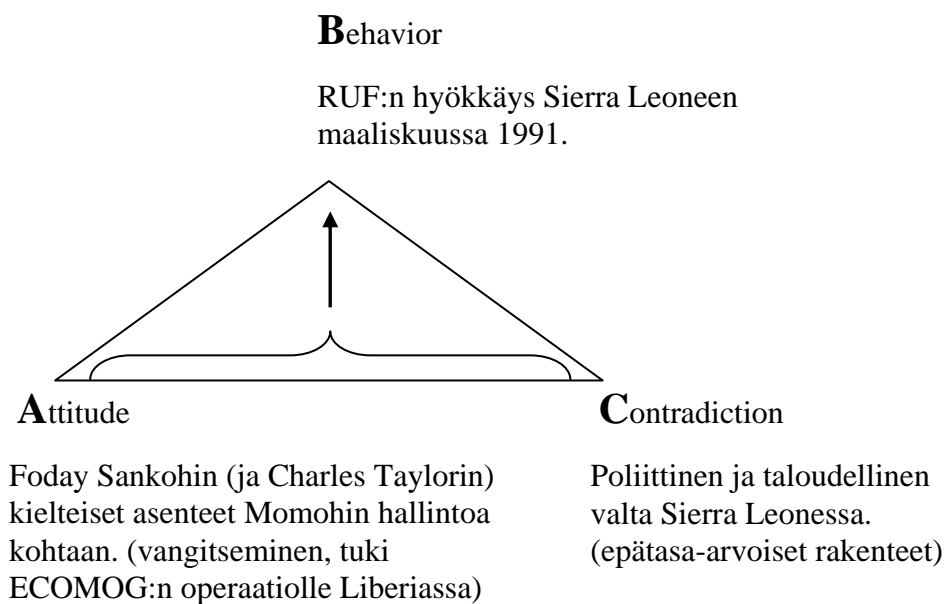 Behavior
RUF:n hyökkäys Sierra Leoneen
maaliskuussa 1991.
Attitude
Foday Sankohin (ja Charles Taylorin)
kielteiset asenteet Momohin hallintoa
kohtaan. (vangitseminen, tuki
ECOMOG:n operaatiolle Liberiassa)
Contradiction
Poliittinen ja taloudellinen
valta Sierra Leonessa.
(epätasa-arvoiset rakenteet)